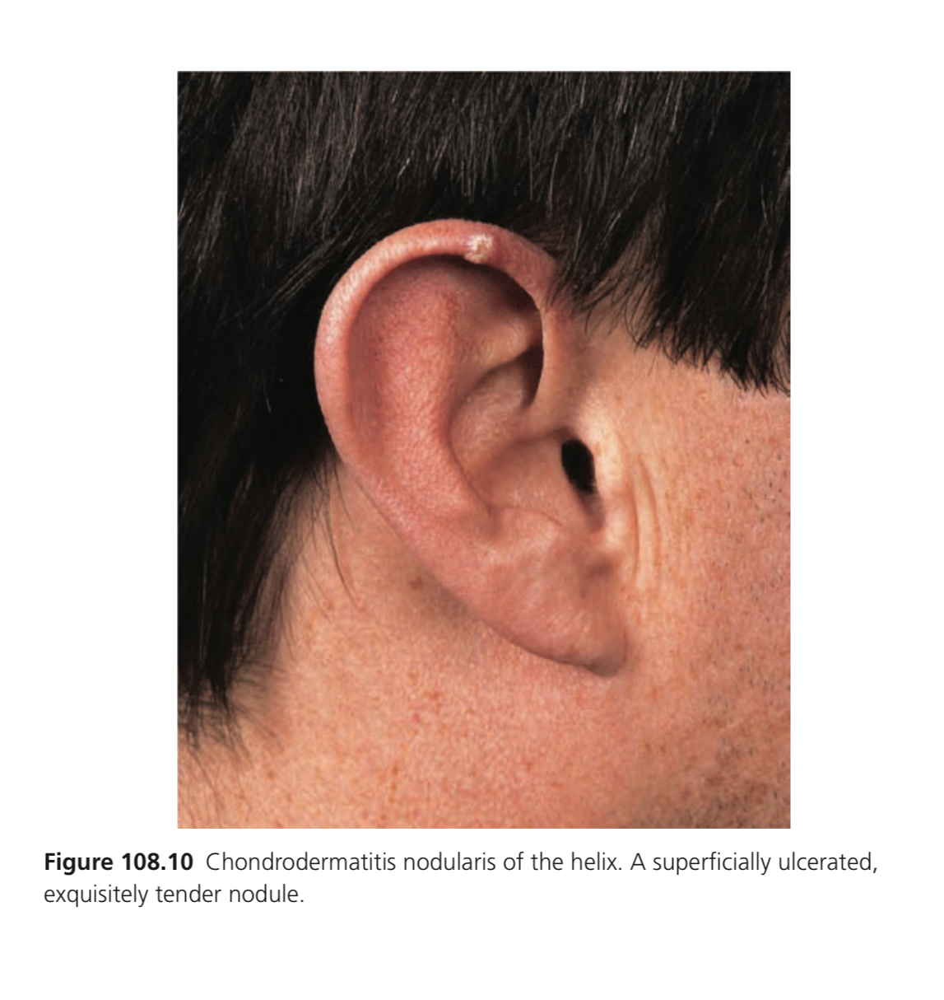 Figure 108.10 Chondrodermatitis nodularis of the helix. A superficially ulcerated,
exquisitely tender nodule.